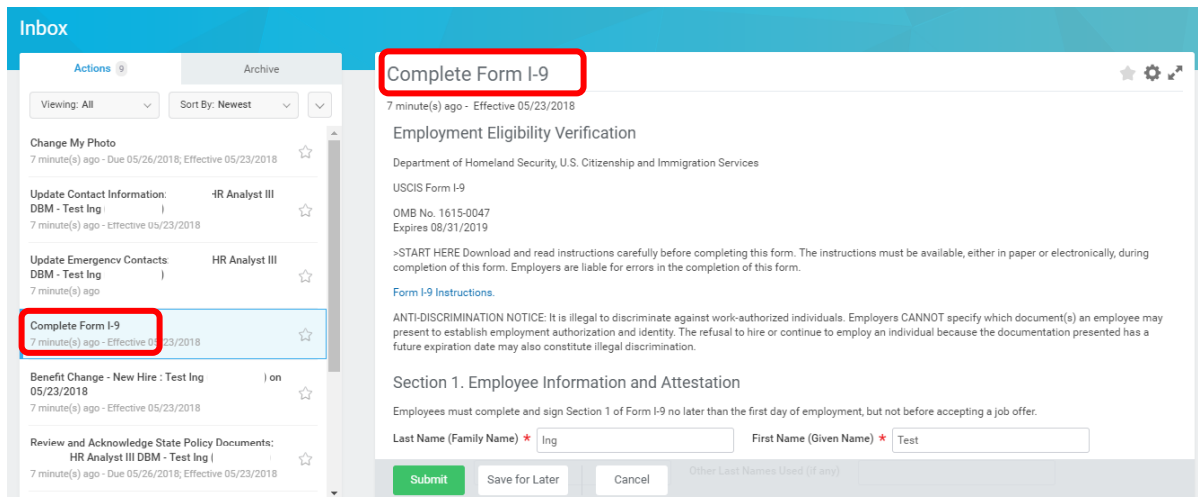 Inbox
Actions 9
Archive
Viewing: All
Sort By: Newest
Change My Photo
7 minute(s) ago - Due 05/26/2018; Effective 05/23/2018
Update Contact Information: HR Analyst III
DBM - Test Ing ( )
7 minute(s) ago - Effective 05/23/2018
Update Emergency Contacts: HR Analyst III
DBM - Test Ing )
7 minute(s) ago
Complete Form I-9
7 minute(s) ago - Effective 05/23/2018
Benefit Change - New Hire : Test Ing ) on
05/23/2018
7 minute(s) ago - Effective 05/23/2018
Review and Acknowledge State Policy Documents:
HR Analyst III DBM - Test Ing (
7 minute(s) ago - Due 05/26/2018; Effective 05/23/2018
Complete Form I-9
7 minute(s) ago - Effective 05/23/2018
Employment Eligibility Verification
Department of Homeland Security, U.S. Citizenship and Immigration Services
USCIS Form I-9
OMB No. 1615-0047
Expires 08/31/2019
>START HERE Download and read instructions carefully before completing this form. The instructions must be available, either in paper or electronically, during
completion of this form. Employers are liable for errors in the completion of this form.
Form I-9 Instructions.
ANTI-DISCRIMINATION NOTICE: It is illegal to discriminate against work-authorized individuals. Employers CANNOT specify which document(s) an employee may
present to establish employment authorization and identity. The refusal to hire or continue to employ an individual because the documentation presented has a
future expiration date may also constitute illegal discrimination.
Section 1. Employee Information and Attestation
Employees must complete and sign Section 1 of Form I-9 no later than the first day of employment, but not before accepting a job offer.
Last Name (Family Name) * Ing
First Name (Given Name) * Test
Other Last Names Used (if any)
Submit
Save for Later
Cancel